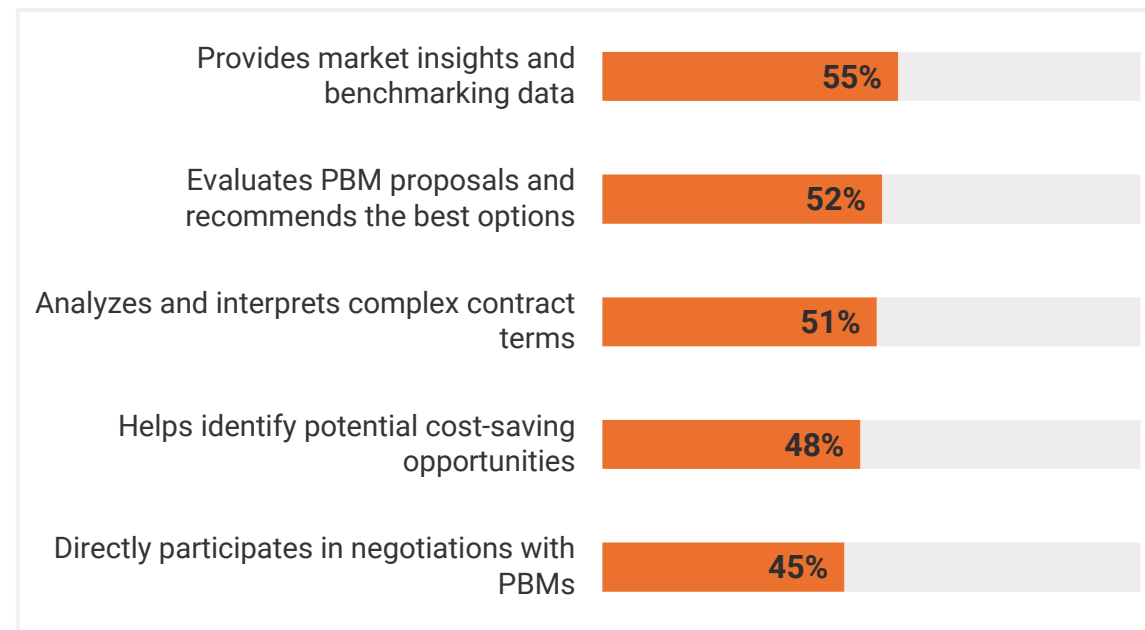 Provides market insights and
benchmarking data
55%
Evaluates PBM proposals and
recommends the best options
52%
Analyzes and interprets complex contract
terms
51%
Helps identify potential cost-saving
opportunities
48%
Directly participates in negotiations with
PBMs
45%